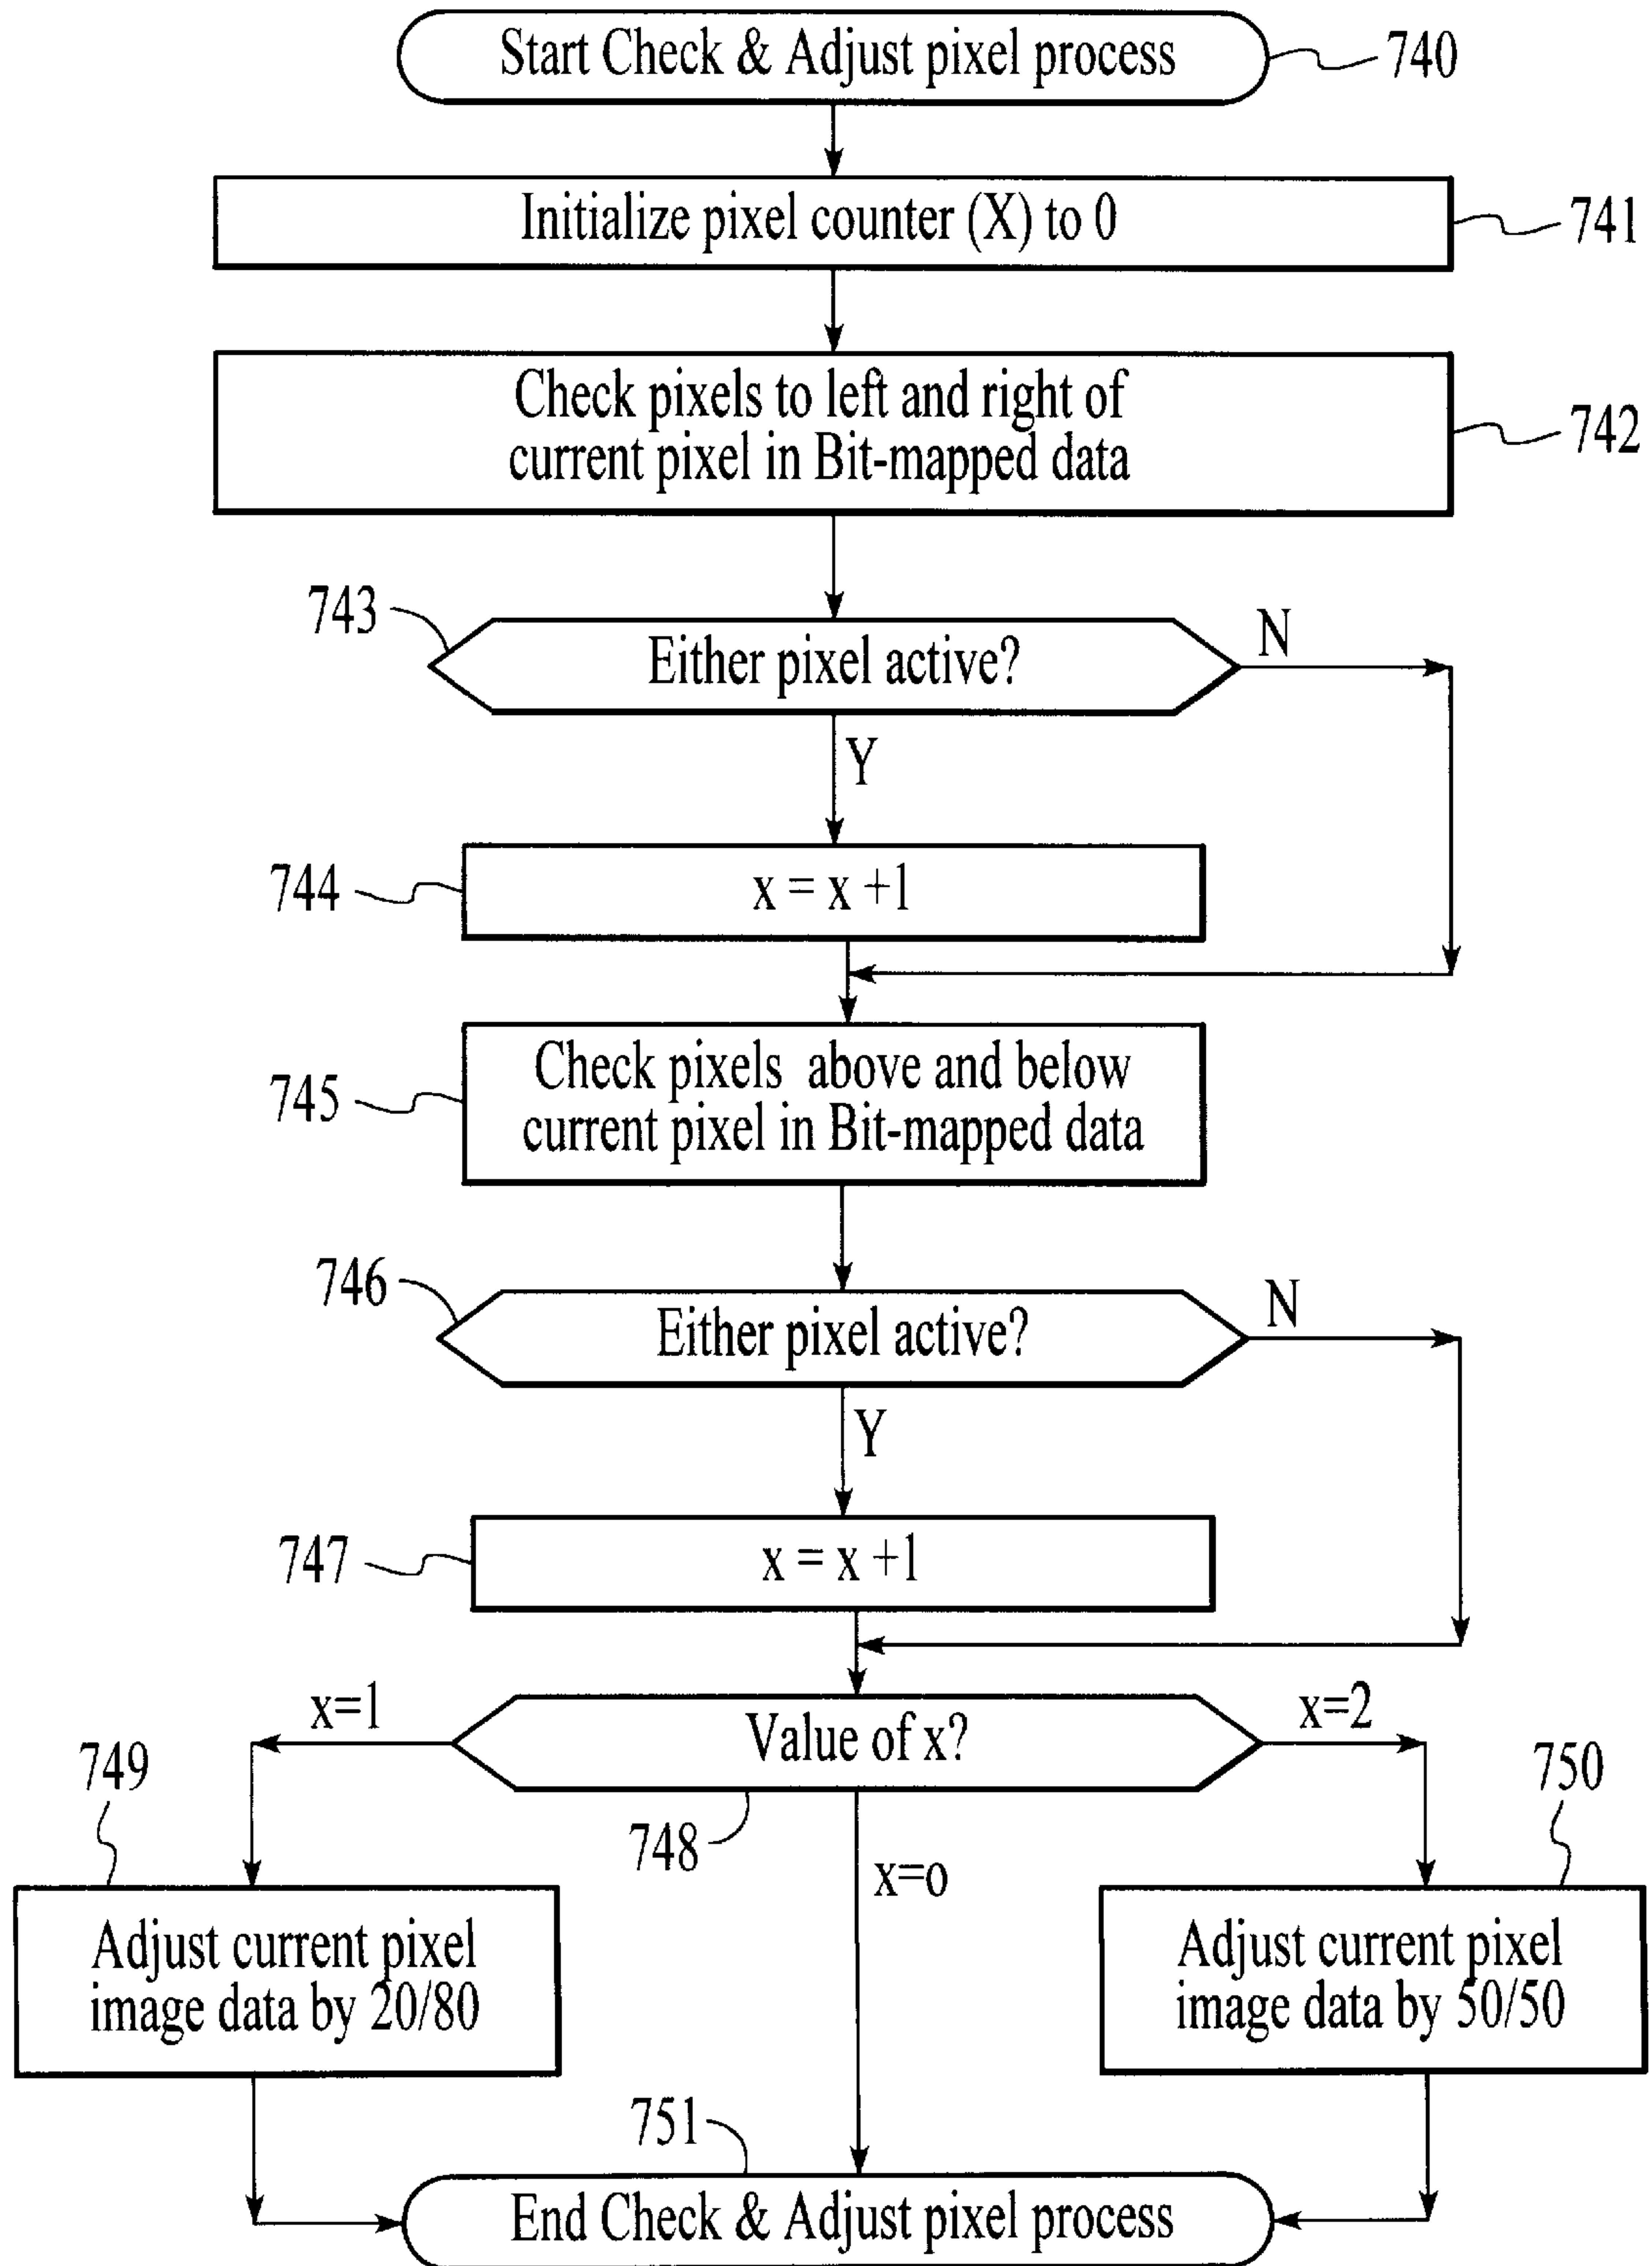 Start Check & Adjust pixel process
740
Initialize pixel counter (X) to 0
741
Check pixels to left and right of
current pixel in Bit-mapped data
742
743
Either pixel active?
N
Y
744
x = x +1
745
Check pixels above and below
current pixel in Bit-mapped data
746
Either pixel active?
N
Y
747
x = x +1
x=1
Value of x?
x=2
749
748
750
x=o
Adjust current pixel
image data by 20/80
Adjust current pixel
image data by 50/50
751
End Check & Adjust pixel process